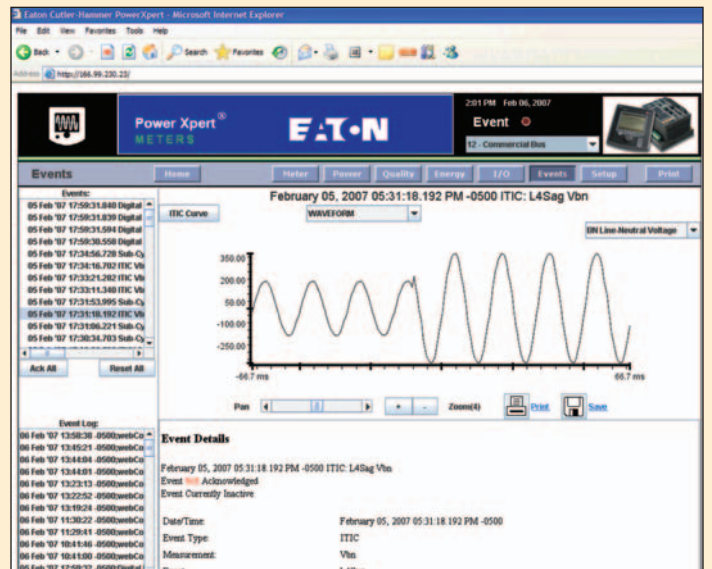 Eaton Cutler-Hammer PowerXpert - Microsoft Internet Explorer
File Edit View Favorites Tools Help
Back Search Favorites
Address http://166.99.230.23/
Power Xpert®
METERS
EATON
2:01 PM Feb 06, 2007
Event
12 - Commercial Bus
Events
Home Meter Power Quality Energy I/O Events Setup Print
Events:
05 Feb '07 17:59:31.840 Digital
05 Feb '07 17:59:31.839 Digital
05 Feb '07 17:59:31.594 Digital
05 Feb '07 17:59:30.550 Digital
05 Feb '07 17:34:56.728 Sub-Cy
05 Feb '07 17:34:16.702 ITIC Vb
05 Feb '07 17:33:21.202 ITIC Vb
05 Feb '07 17:33:11.340 ITIC Vb
05 Feb '07 17:31:53.995 Sub-Cy
05 Feb '07 17:31:18.192 ITIC Vb
05 Feb '07 17:31:06.221 Sub-Cy
05 Feb '07 17:30:34.703 Sub-Cy
Ack All Reset All
February 05, 2007 05:31:18.192 PM -0500 ITIC: L4Sag Vbn
ITIC Curve
WAVEFORM
BN Line-Neutral Voltage
350.00
200.00
50.00
-100.00
-250.00
-66.7 ms 66.7 ms
Pan + - Zoom(4) Print Save
Event Log:
06 Feb '07 13:58:38 -0500;webCo
06 Feb '07 13:45:21 -0500;webCo
06 Feb '07 13:44:04 -0500;webCo
06 Feb '07 13:44:01 -0500;webCo
06 Feb '07 13:23:13 -0500;webCo
06 Feb '07 13:22:52 -0500;webCo
06 Feb '07 13:19:24 -0500;webCo
06 Feb '07 11:30:22 -0500;webCo
06 Feb '07 11:29:41 -0500;webCo
06 Feb '07 10:41:46 -0500;webCo
06 Feb '07 10:41:00 -0500;webCo
Event Details
February 05, 2007 05:31:18.192 PM -0500 ITIC: L4Sag Vbn
Event Not Acknowledged
Event Currently Inactive
Date/Time: February 05, 2007 05:31:18.192 PM -0500
Event Type: ITIC
Measurement: Vbn